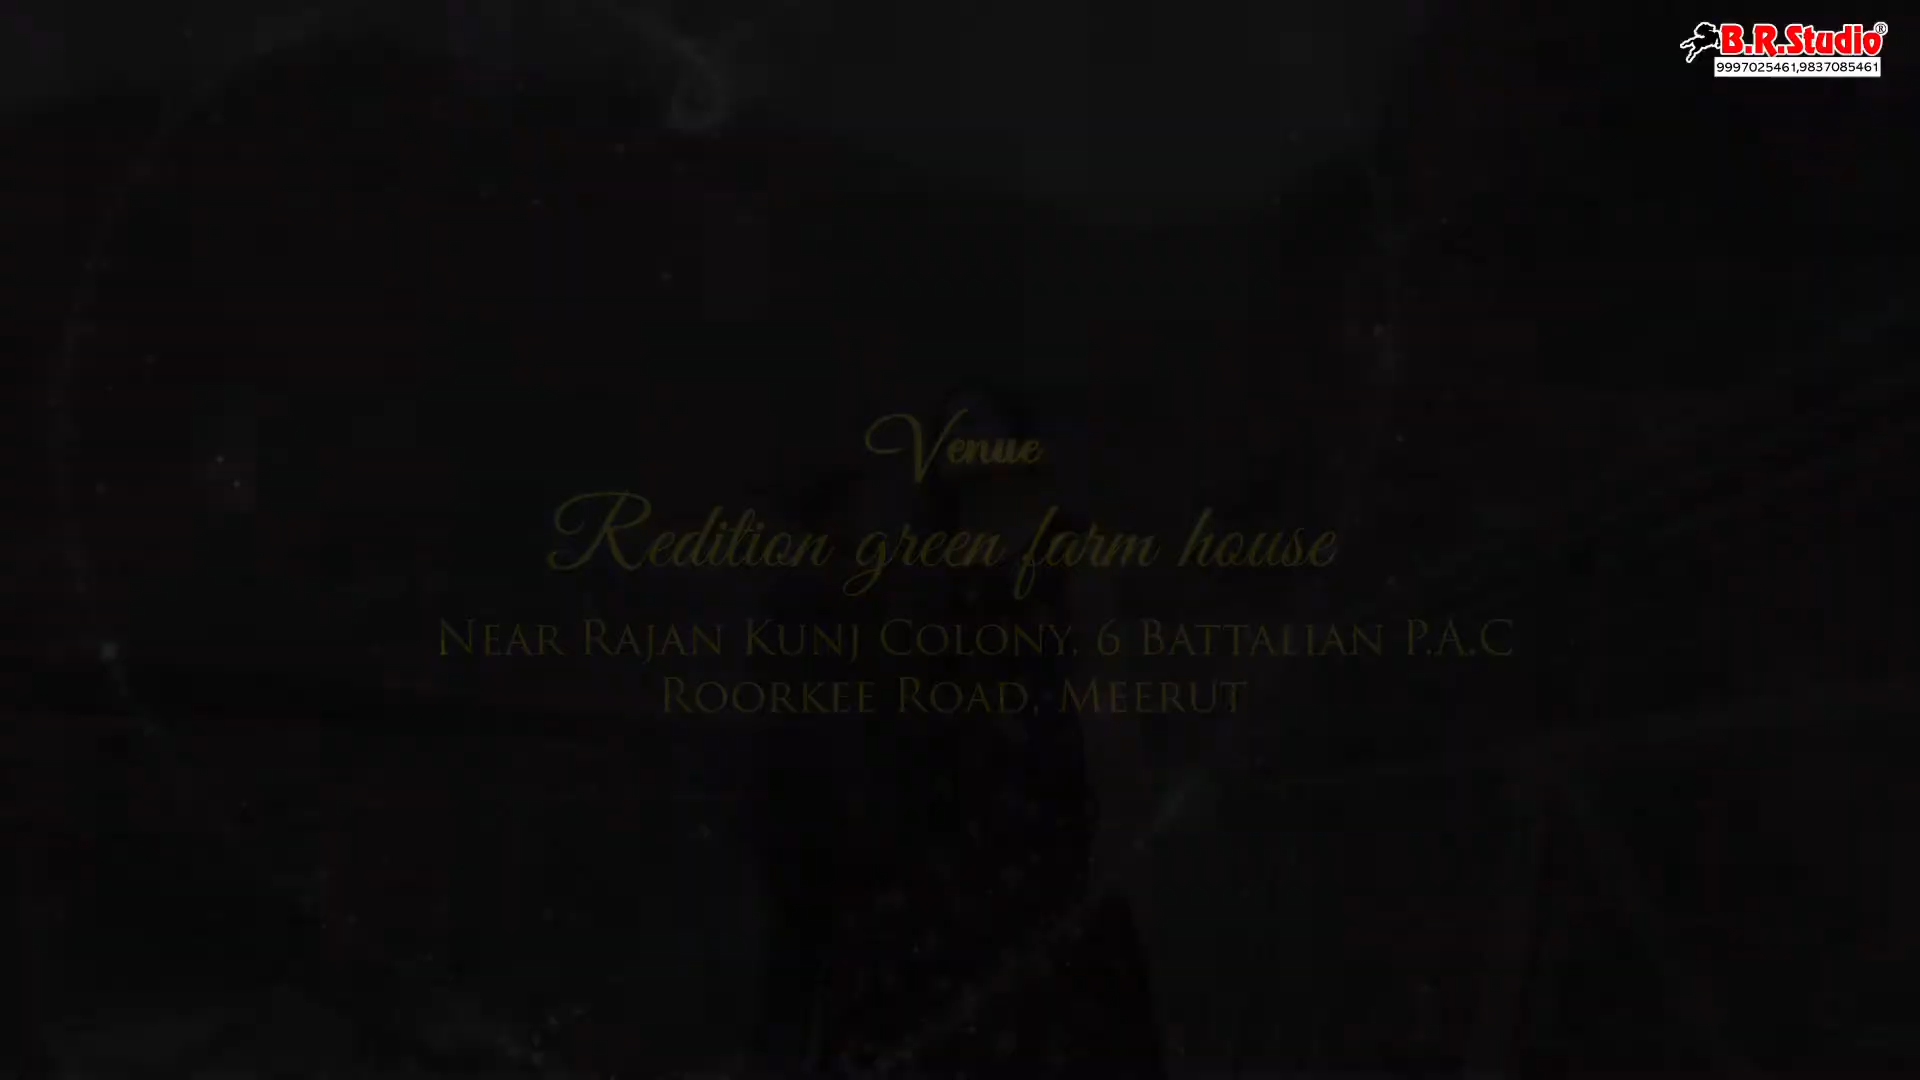 B.R.Studio®
9997025461,9837085461
Venue
Redition green farm house
Near Rajan Kunj Colony, 6 Battalian P.A.C
Roorkee Road, Meerut